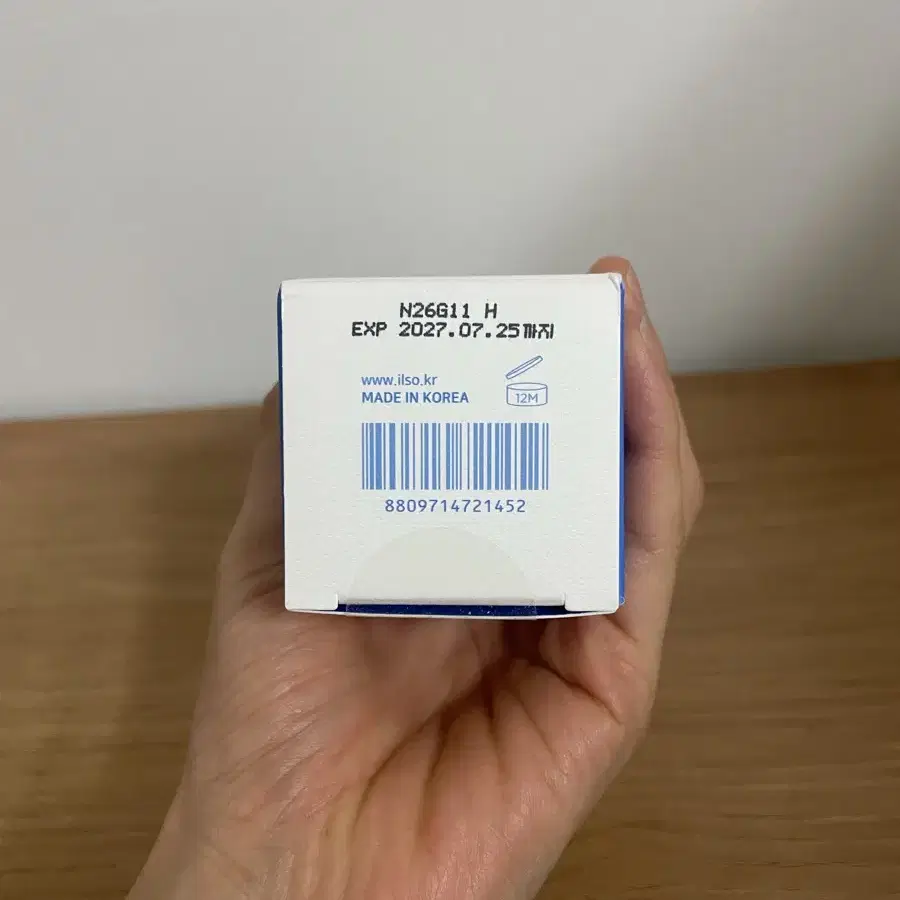 N26G11 H
EXP 2027.07.25까지
www.ilso.kr
MADE IN KOREA
12M
8809714721452